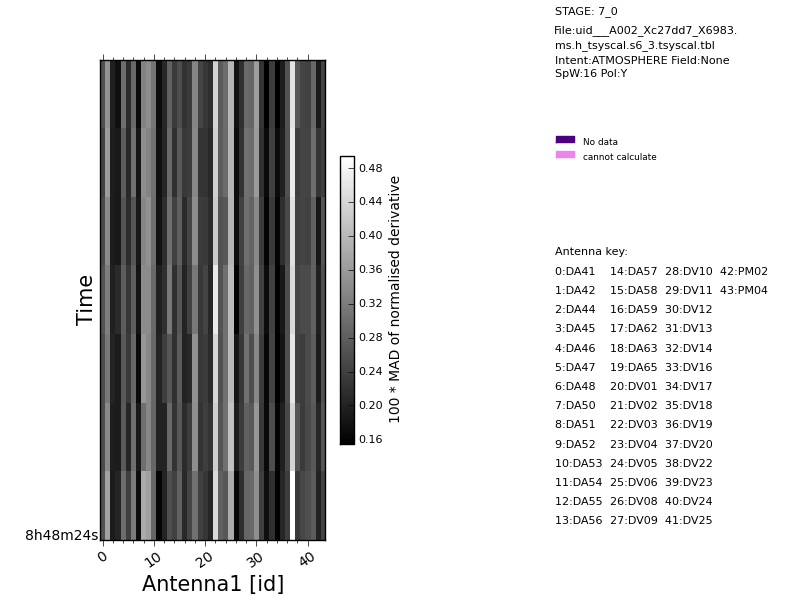 STAGE: 7_0
File:uid___A002_Xc27dd7_X6983.
ms.h_tsyscal.s6_3.tsyscal.tbl
Intent:ATMOSPHERE Field:None
SpW:16 Pol:Y
No data
cannot calculate
0.48
0.44
0.40
0.36
0.32
0.28
0.24
0.20
0.16
100 * MAD of normalised derivative
Time
8h48m24s
0 10 20 30 40
Antenna1 [id]
Antenna key:
0:DA41 14:DA57 28:DV10 42:PM02
1:DA42 15:DA58 29:DV11 43:PM04
2:DA44 16:DA59 30:DV12
3:DA45 17:DA62 31:DV13
4:DA46 18:DA63 32:DV14
5:DA47 19:DA65 33:DV16
6:DA48 20:DV01 34:DV17
7:DA50 21:DV02 35:DV18
8:DA51 22:DV03 36:DV19
9:DA52 23:DV04 37:DV20
10:DA53 24:DV05 38:DV22
11:DA54 25:DV06 39:DV23
12:DA55 26:DV08 40:DV24
13:DA56 27:DV09 41:DV25